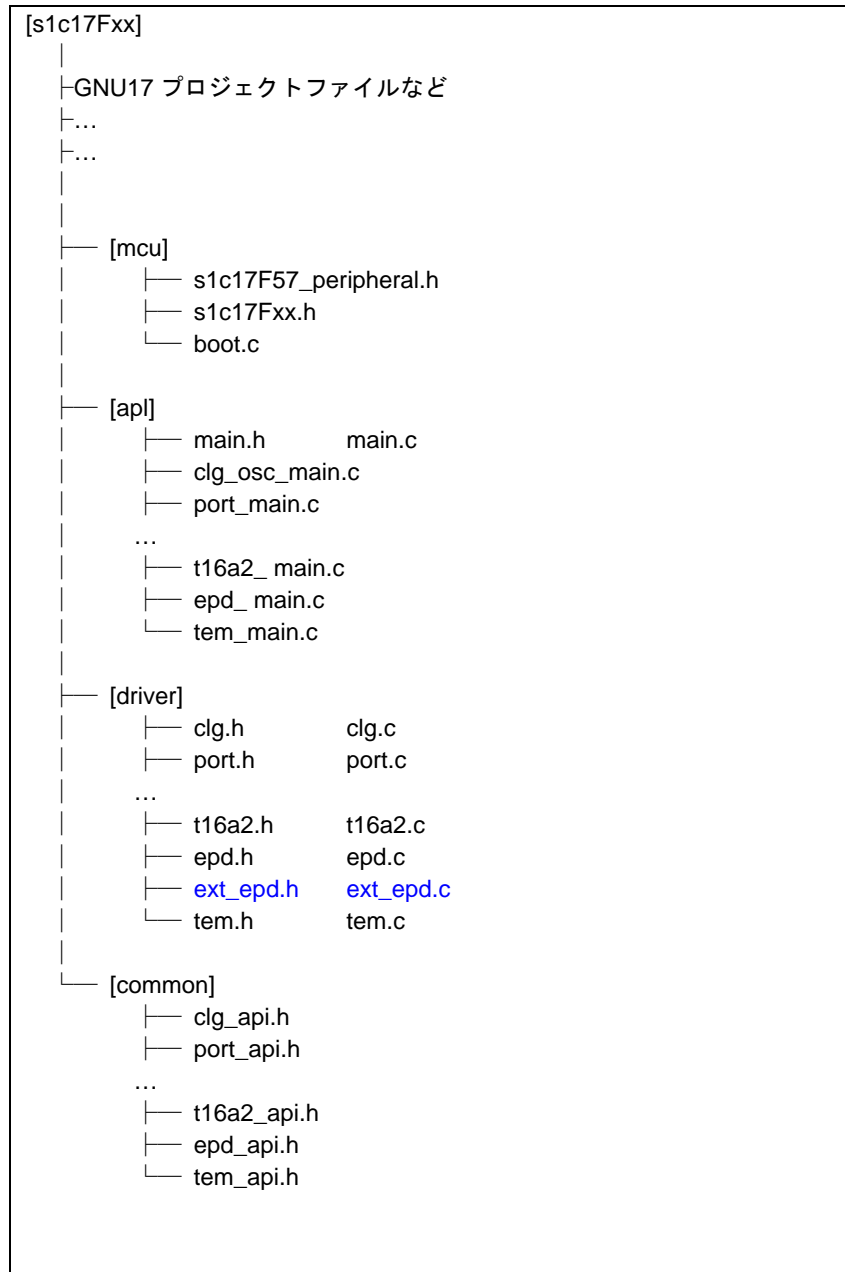 [s1c17Fxx]
GNU17 プロジェクトファイルなど
…
…
[mcu]
s1c17F57_peripheral.h
s1c17Fxx.h
boot.c
[apl]
main.h main.c
clg_osc_main.c
port_main.c
…
t16a2_ main.c
epd_ main.c
tem_main.c
[driver]
clg.h clg.c
port.h port.c
…
t16a2.h t16a2.c
epd.h epd.c
ext_epd.h ext_epd.c
tem.h tem.c
[common]
clg_api.h
port_api.h
…
t16a2_api.h
epd_api.h
tem_api.h